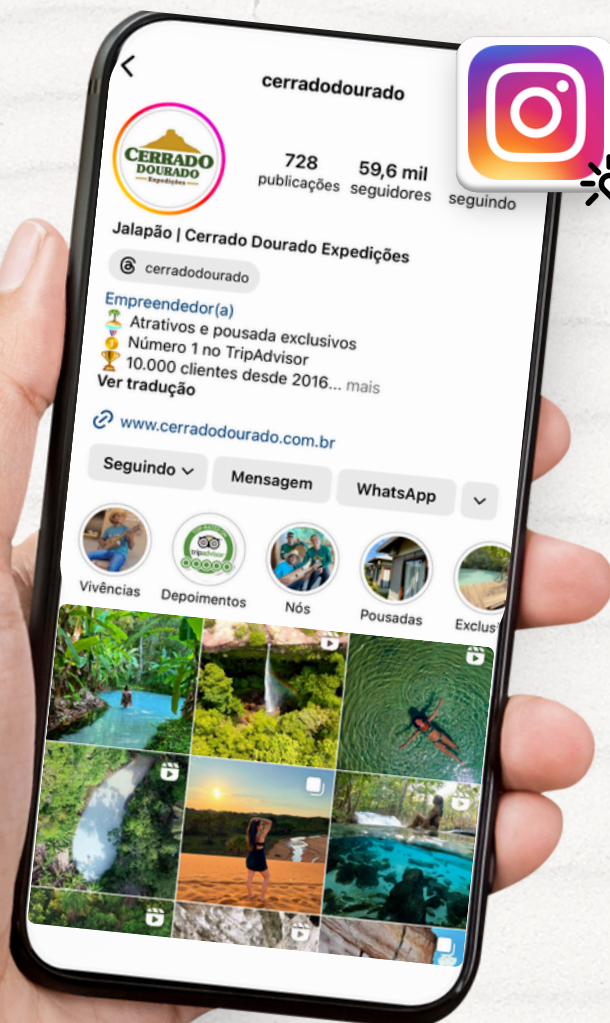 cerradodourado
CERRADO
DOURADO
Expedições
728
publicações
59,6 mil
seguidores
seguindo
Jalapão | Cerrado Dourado Expedições
cerradodourado
Empreendedor(a)
Atrativos e pousada exclusivos
Número 1 no TripAdvisor
10.000 clientes desde 2016... mais
Ver tradução
www.cerradodourado.com.br
Seguindo
Mensagem
WhatsApp
tripadvisor
Vivências
Depoimentos
Nós
Pousadas
Exclus